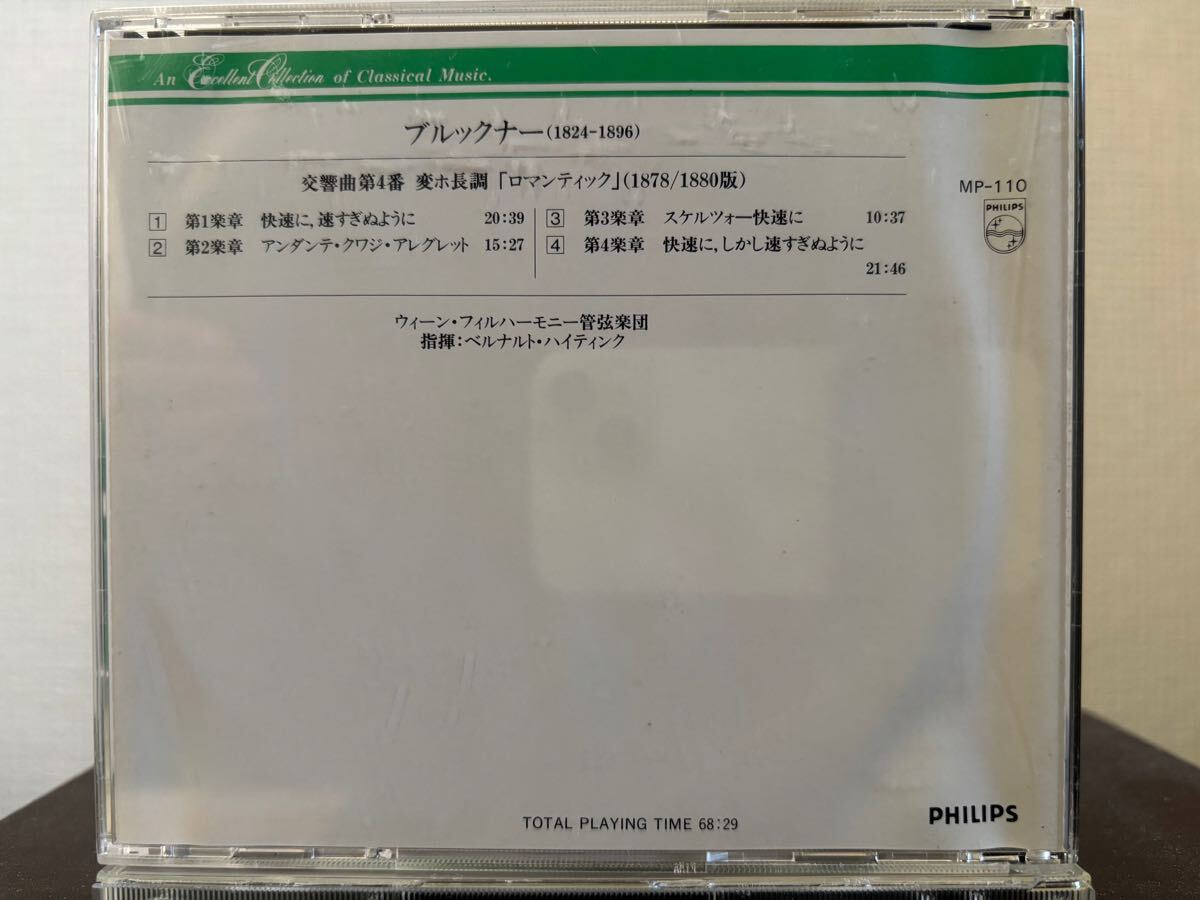 An Excellent Collection of Classical Music.
ブルックナー(1824-1896)
交響曲第4番 変ホ長調「ロマンティック」(1878/1880版)
MP-110
PHILIPS
1 第1楽章 快速に,速すぎぬように 20:39
2 第2楽章 アンダンテ・クワジ・アレグレット 15:27
3 第3楽章 スケルツォー快速に 10:37
4 第4楽章 快速に,しかし速すぎぬように
21:46
ウィーン・フィルハーモニー管弦楽団
指揮:ベルナルト・ハイティンク
TOTAL PLAYING TIME 68:29
PHILIPS